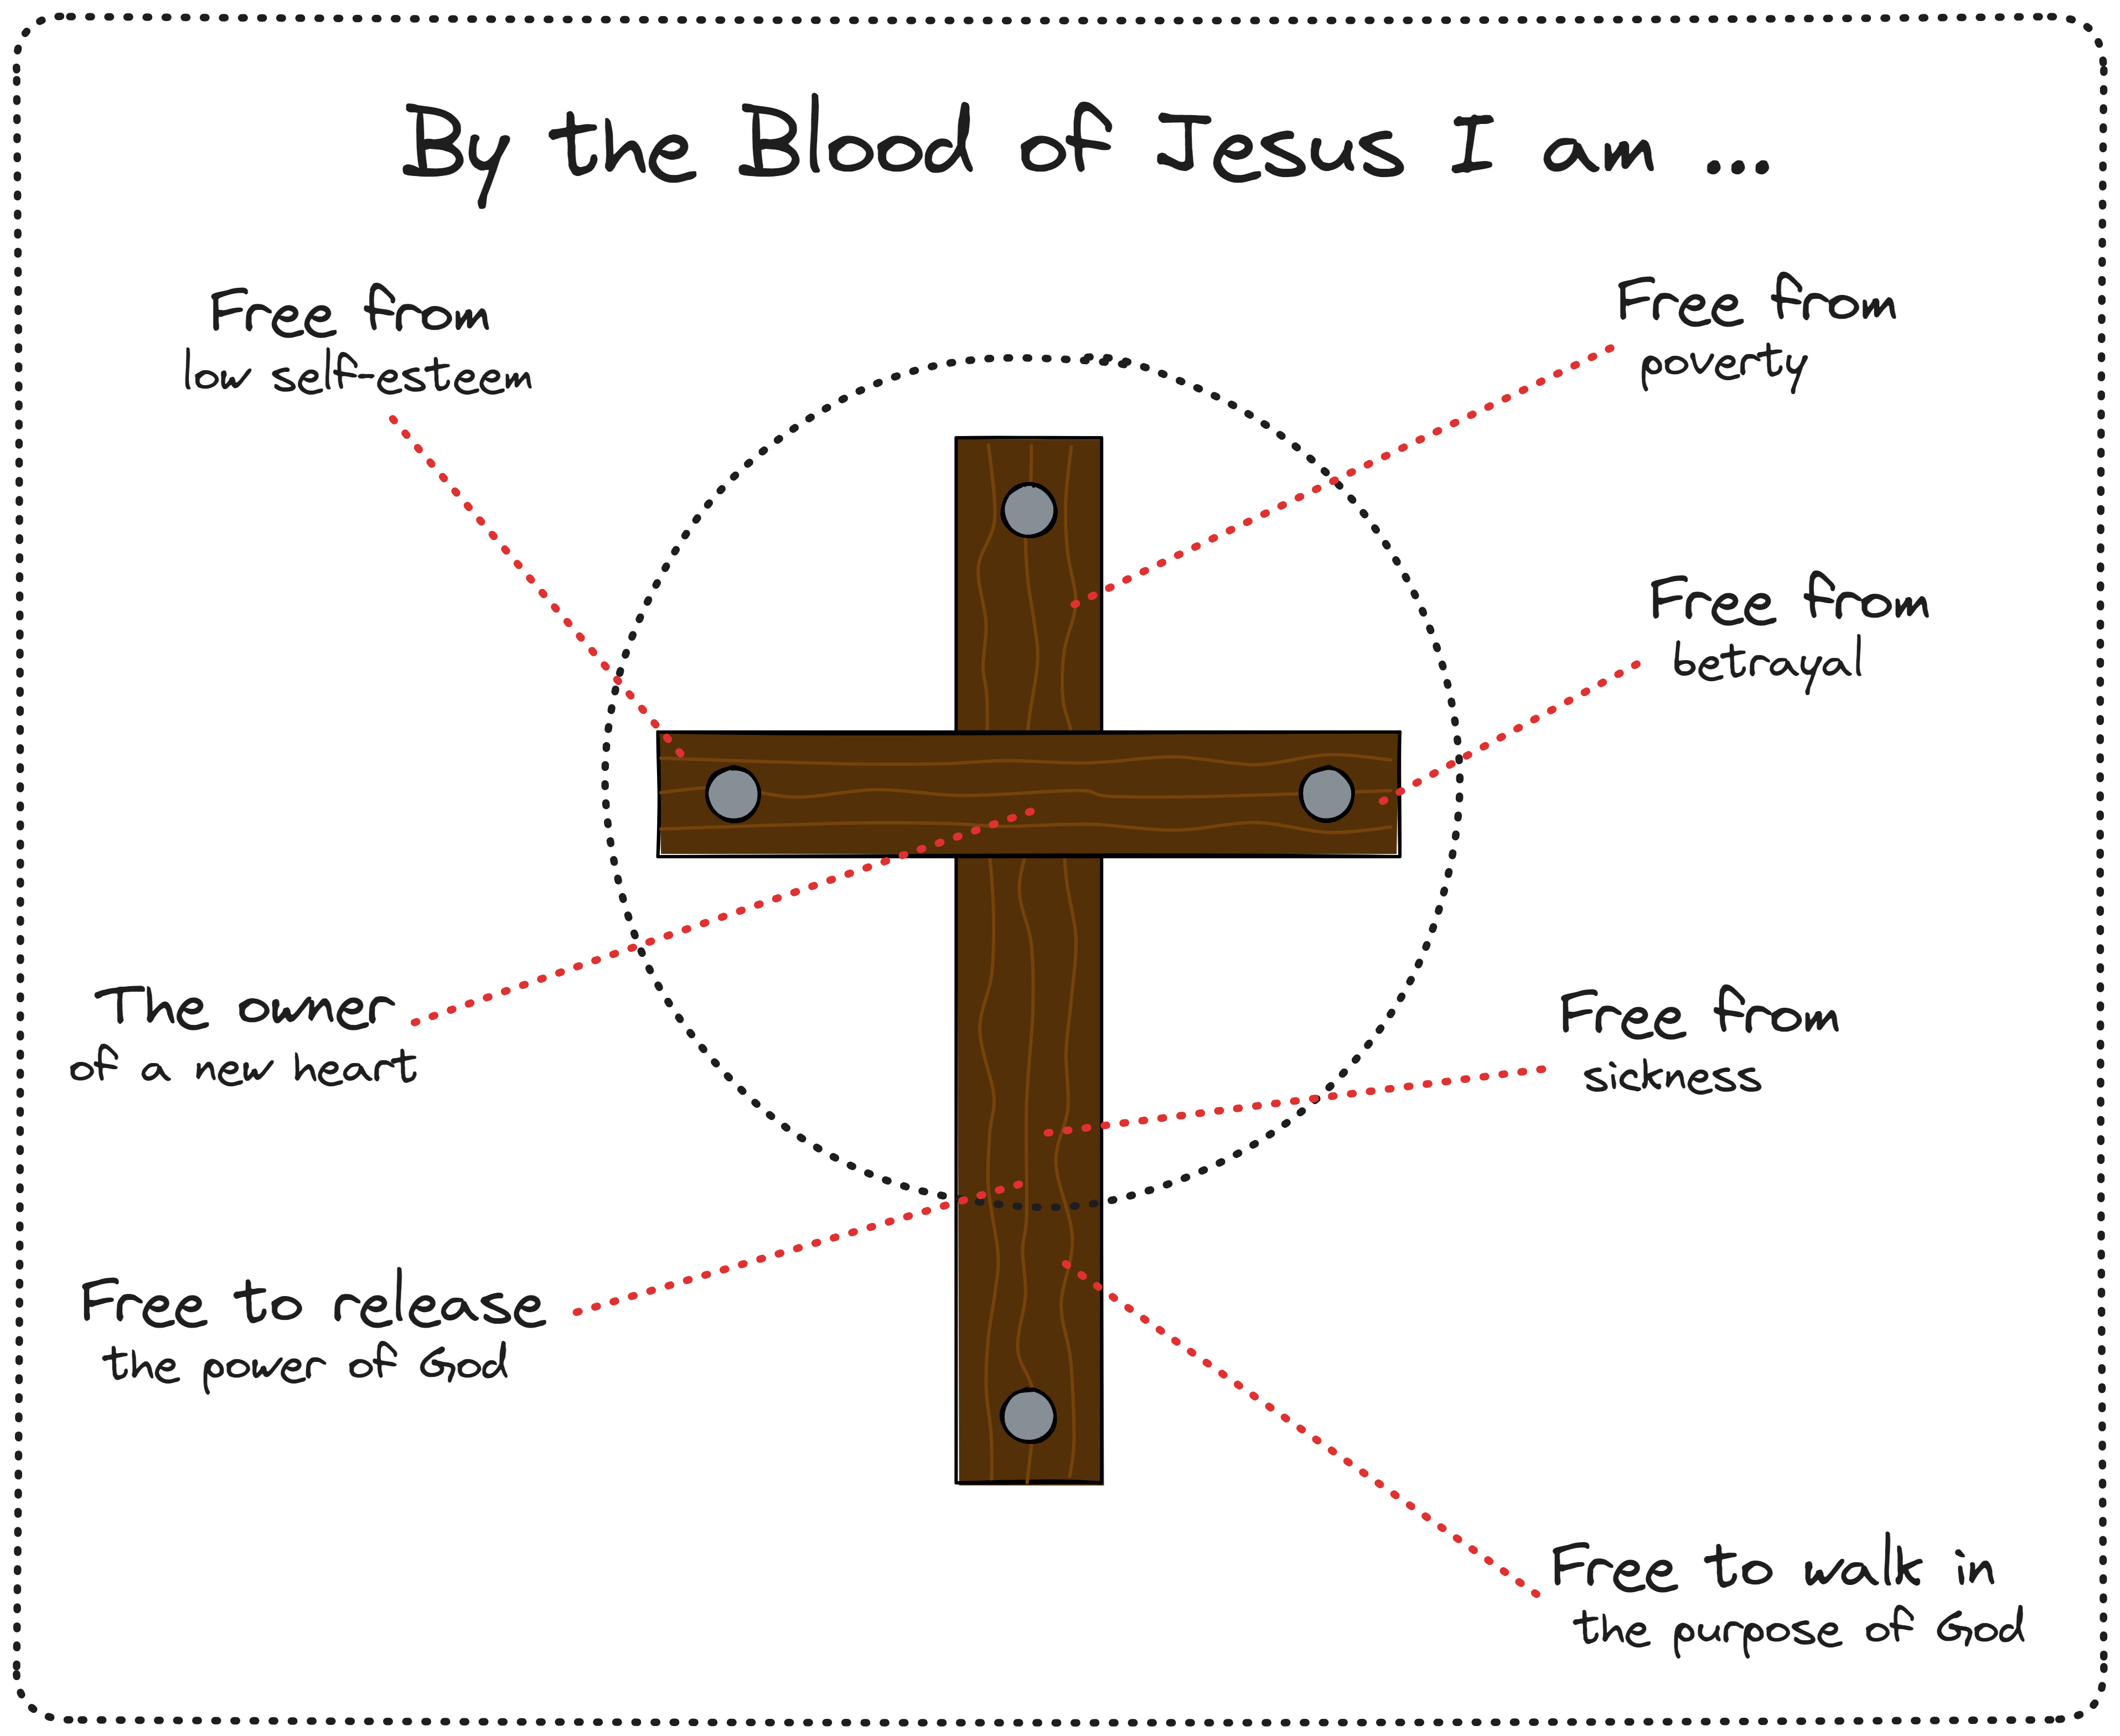 By the Blood of Jesus I am ...
Free from
low self-esteem
Free from
poverty
Free from
betrayal
The owner
of a new heart
Free from
sickness
Free to release
the power of God
Free to walk in
the purpose of God